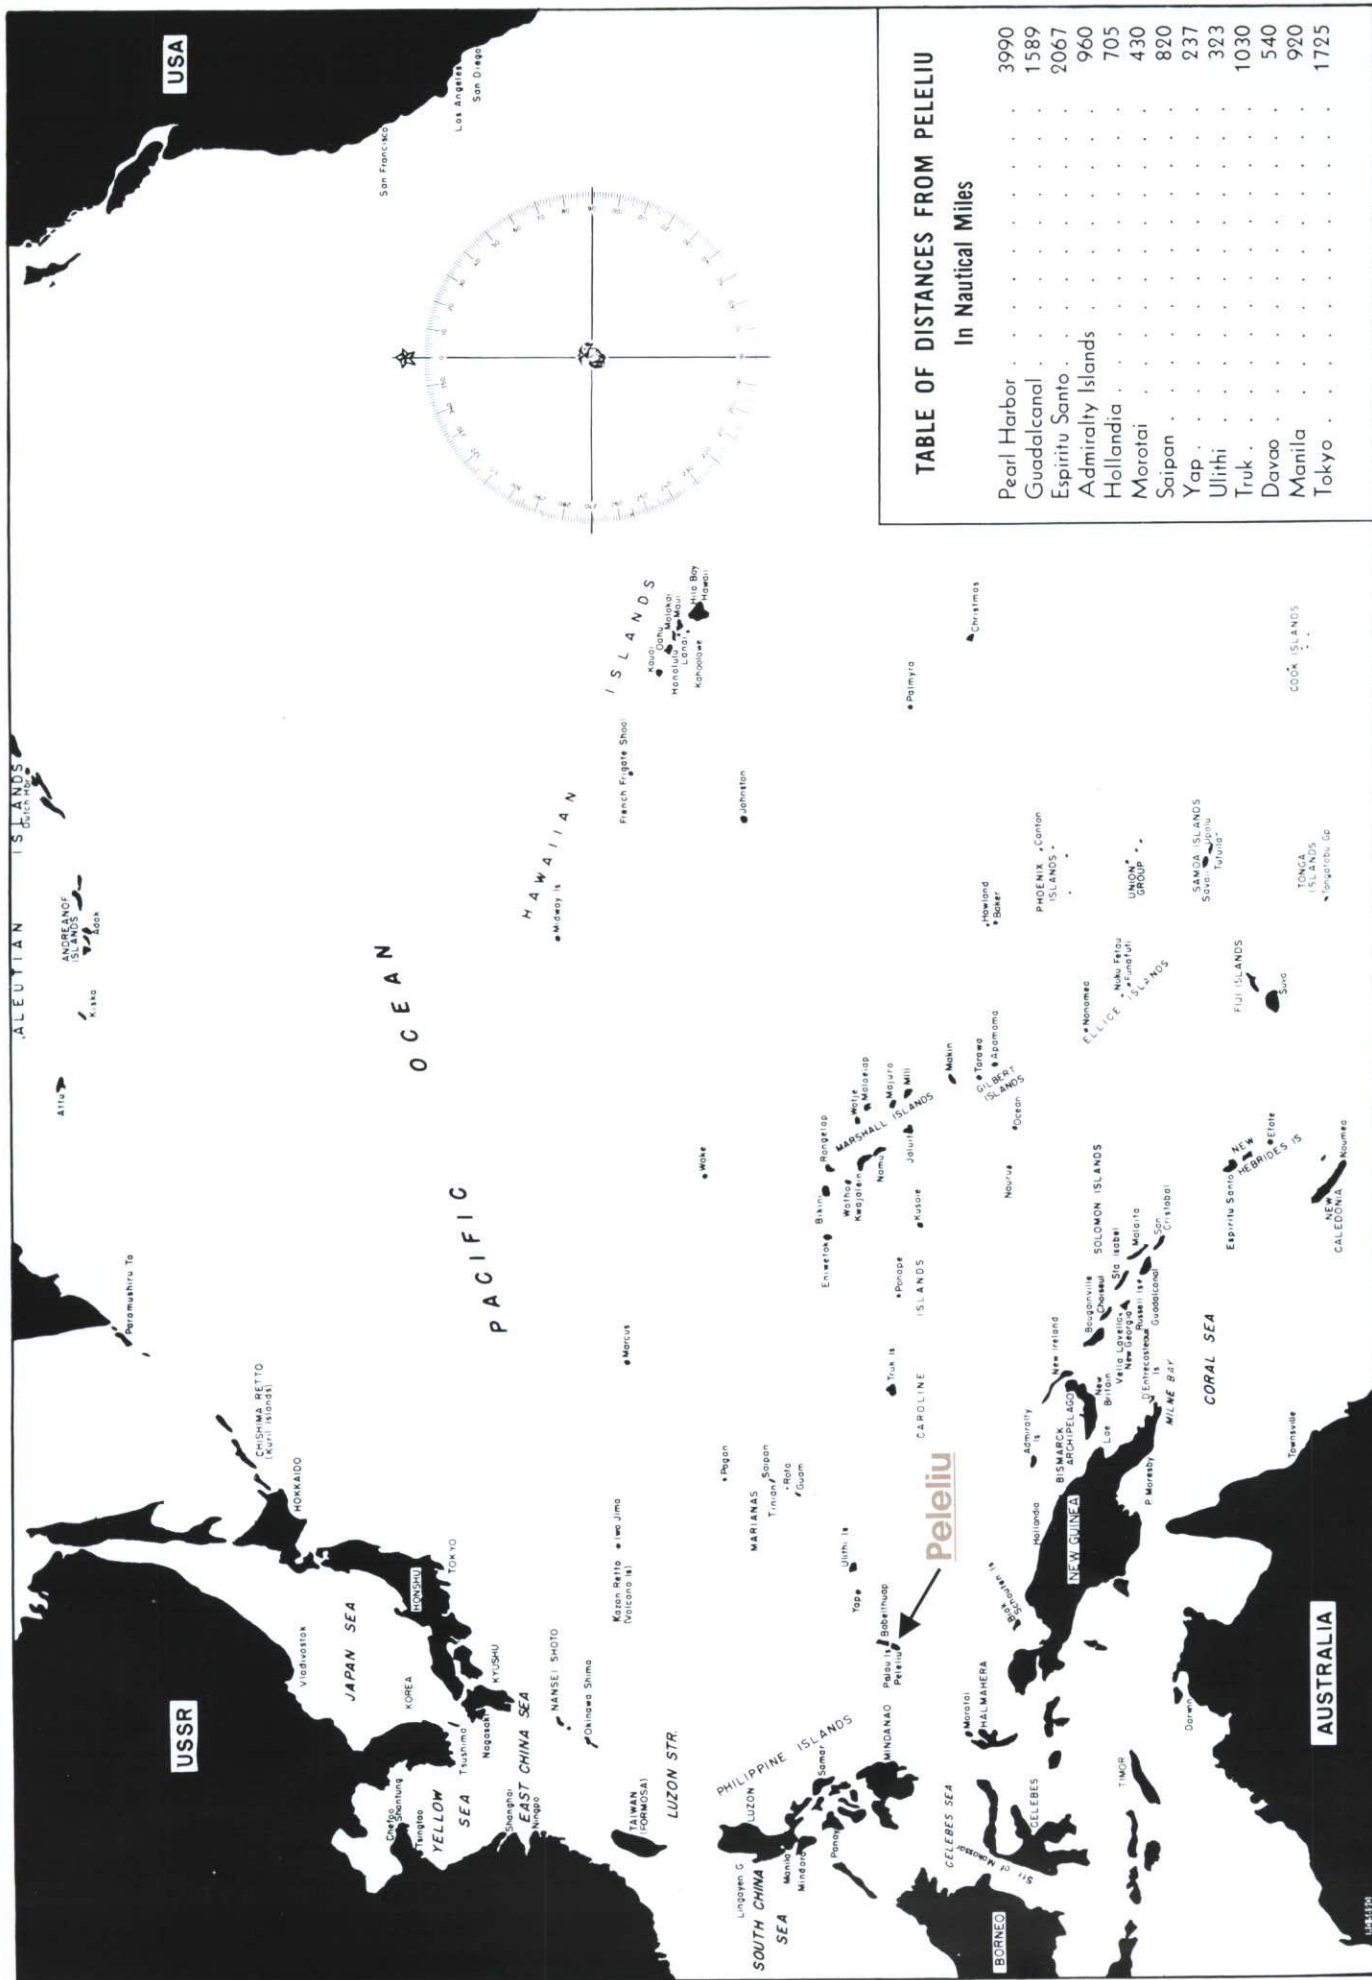 USA
San Francisco
Los Angeles
San Diego
ALEUTIAN ISLANDS
Dutch Hbr
ANDREANOF
ISLANDS
Adak
Kiska
Attu
Paramushiru To
CHISHIMA RETTO
(Kuril Islands)
HOKKAIDO
USSR
Vladivostok
JAPAN SEA
HONSHU
TOKYO
KOREA
KYUSHU
Chefoo
Shantung
Tsingtao
YELLOW
SEA
Tsushima
Nagasaki
Shanghai
EAST CHINA SEA
Ningpo
NANSEI SHOTO
Okinawa Shima
PACIFIC OCEAN
HAWAIIAN ISLANDS
Midway Is
French Frigate Shoal
Kauai
Oahu
Honolulu
Molokai
Lanai
Maui
Kahoolawe
Hilo Bay
Hawaii
Johnston
Palmyra
Christmas
Wake
Marcus
Kazan Retto
(Volcano Is)
Iwo Jima
TAIWAN
(FORMOSA)
LUZON STR.
Pagan
MARIANAS
Tinian
Saipan
Rota
Guam
LUZON
Lingayen G
SOUTH CHINA
SEA
Manila
Mindoro
PHILIPPINE ISLANDS
Samar
Panay
MINDANAO
Yap
Ulithi Is
Palau Is
Babelthuap
Peleliu
Peleliu
Eniwetok
Bikini
Rongelap
Wotho
Kwajalein
Wotje
Maloelap
MARSHALL ISLANDS
Namu
Majuro
Jaluit
Mili
Truk Is
Ponape
Kusaie
CAROLINE ISLANDS
Makin
Tarawa
Apamama
GILBERT
ISLANDS
Ocean
Nauru
Howland
Baker
PHOENIX
ISLANDS
Canton
UNION
GROUP
Nanomea
Nuku Fetau
Funafuti
ELLICE ISLANDS
SAMOA ISLANDS
Savaii
Upolu
Tutuila
COOK ISLANDS
TONGA
ISLANDS
Tongatabu Gp
FIJI ISLANDS
Suva
CELEBES SEA
Morotai
HALMAHERA
BORNEO
Str of Makassar
CELEBES
TIMOR
Biak
Schouten Is
Hollandia
NEW GUINEA
Admiralty
Is
BISMARCK
ARCHIPELAGO
New Ireland
New
Britain
Lae
P. Moresby
D'Entrecasteaux
Is
MILNE BAY
Bougainville
Choiseul
Vella Lavella
New Georgia
SOLOMON ISLANDS
Sta Isabel
Russell Is
Malaita
Guadalcanal
San
Cristobal
CORAL SEA
Espiritu Santo
NEW
HEBRIDES IS
Efate
NEW
CALEDONIA
Noumea
Darwin
AUSTRALIA
Townsville
TABLE OF DISTANCES FROM PELELIU
In Nautical Miles
Pearl Harbor . . . . . . . . . 3990
Guadalcanal . . . . . . . . . 1589
Espiritu Santo . . . . . . . . . 2067
Admiralty Islands . . . . . . . . 960
Hollandia . . . . . . . . . 705
Morotai . . . . . . . . . 430
Saipan . . . . . . . . . . 820
Yap . . . . . . . . . . 237
Ulithi . . . . . . . . . . 323
Truk . . . . . . . . . . 1030
Davao . . . . . . . . . . 540
Manila . . . . . . . . . . 920
Tokyo . . . . . . . . . . 1725